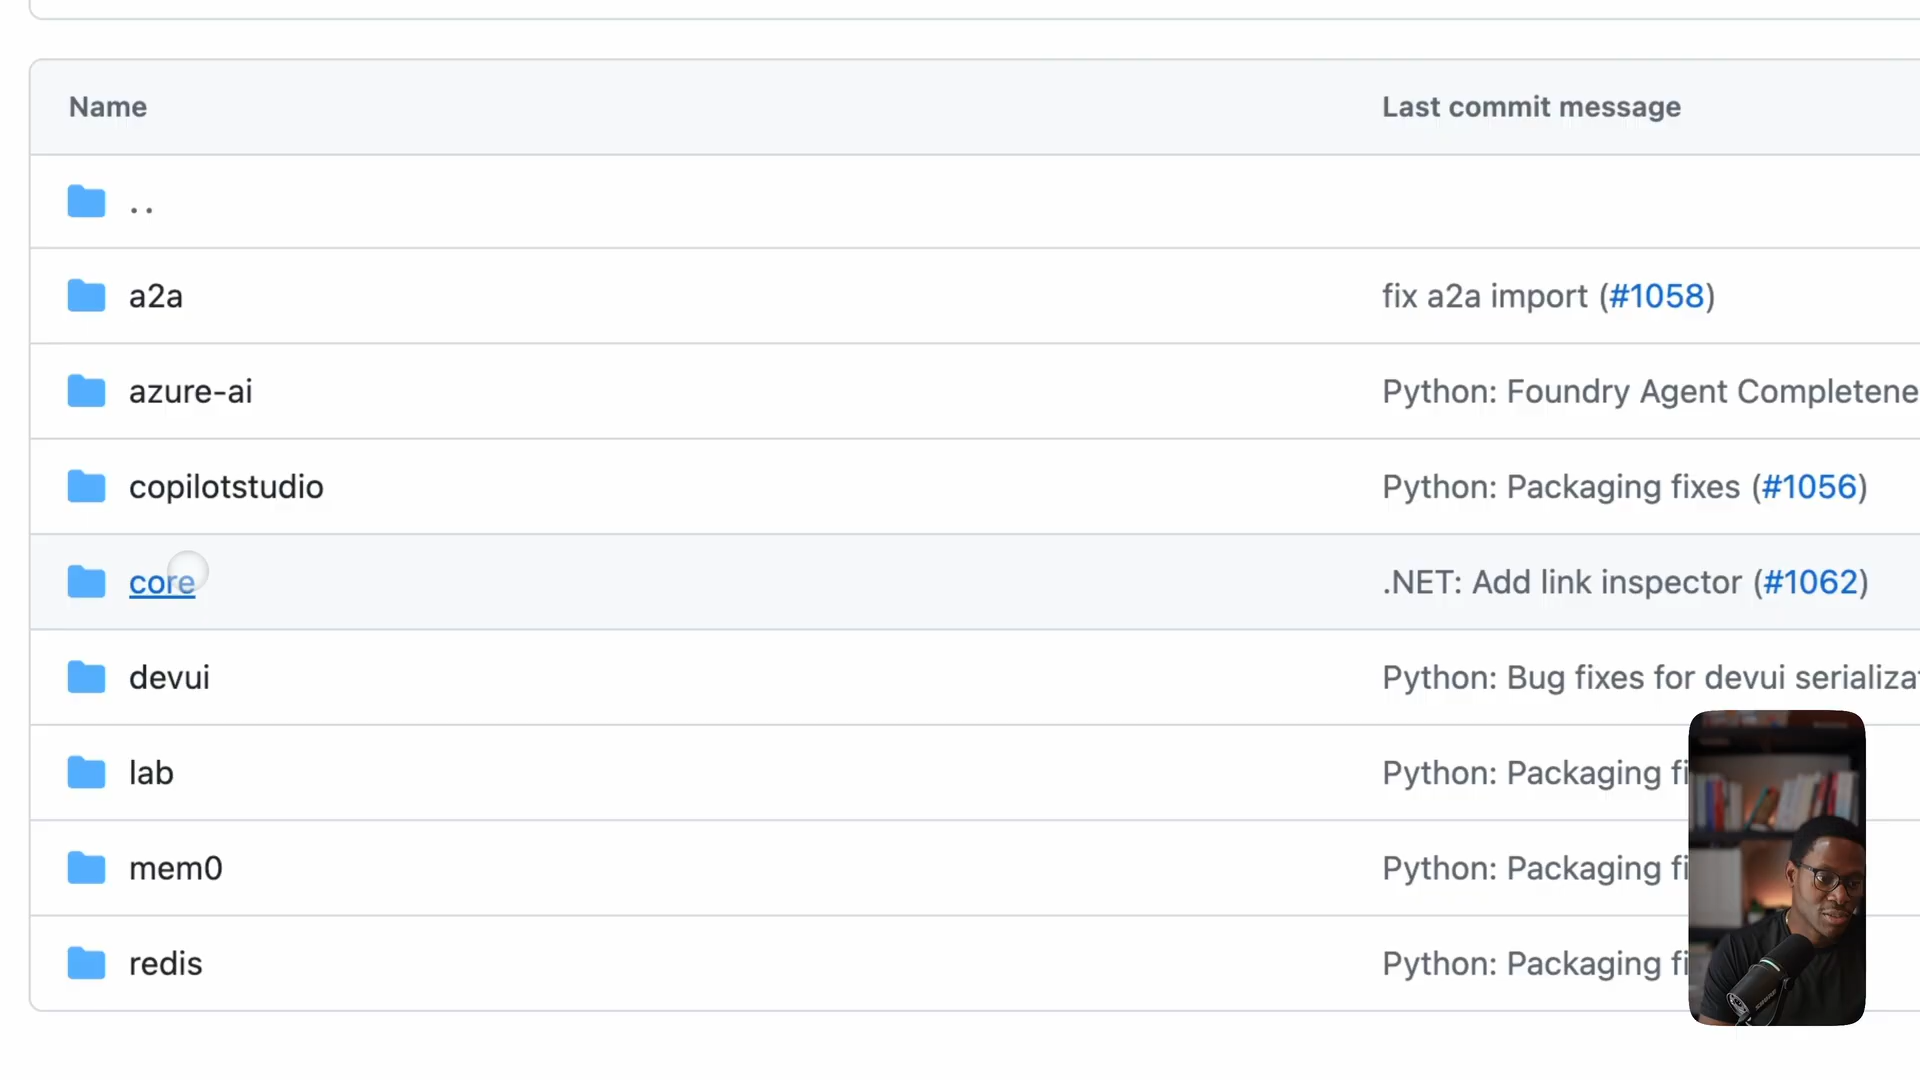 Name Last commit message
..
a2a fix a2a import (#1058)
azure-ai Python: Foundry Agent Completene
copilotstudio Python: Packaging fixes (#1056)
core .NET: Add link inspector (#1062)
devui Python: Bug fixes for devui serializat
lab Python: Packaging fi
mem0 Python: Packaging fi
redis Python: Packaging fi
SHURE